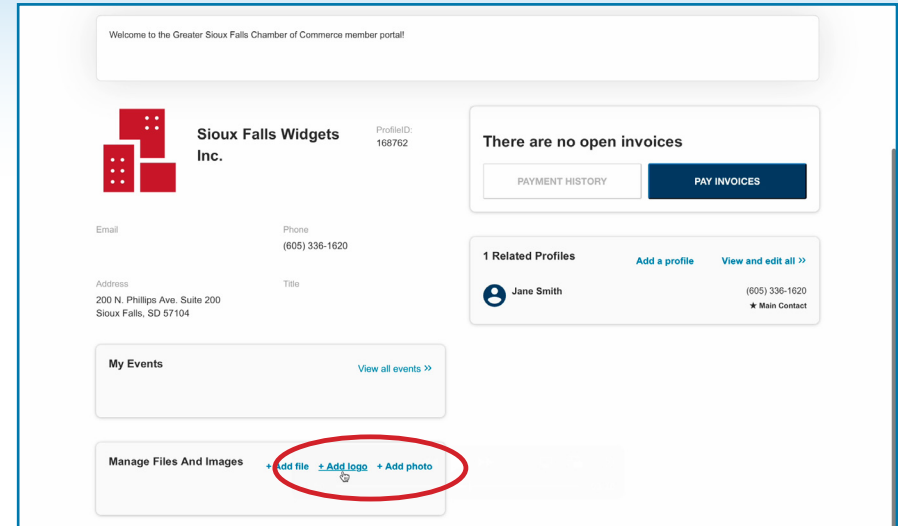 Welcome to the Greater Sioux Falls Chamber of Commerce member portal!
Sioux Falls Widgets
Inc.
ProfileID:
168762
Email
Phone
(605) 336-1620
Address
200 N. Phillips Ave. Suite 200
Sioux Falls, SD 57104
Title
There are no open invoices
PAYMENT HISTORY
PAY INVOICES
1 Related Profiles
Add a profile
View and edit all »
Jane Smith
(605) 336-1620
★ Main Contact
My Events
View all events »
Manage Files And Images
+ Add file + Add logo + Add photo